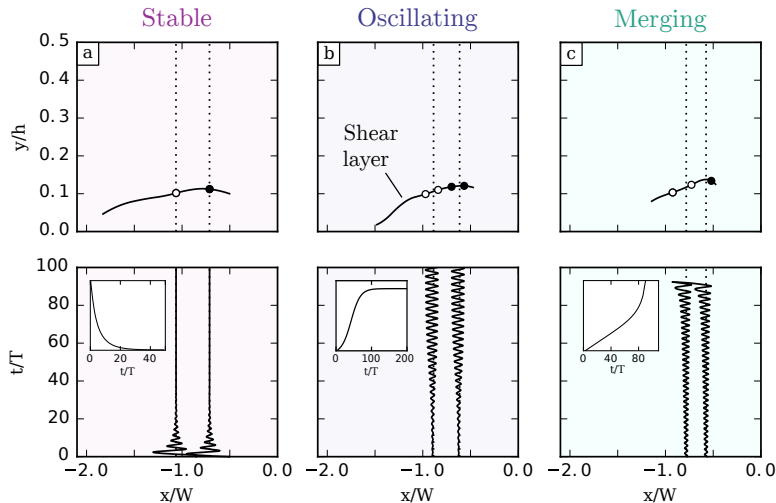 Stable Oscillating Merging
a b c
0.5
0.4
0.3
0.2
0.1
0.0
y/h
Shear
layer
100
80
60
40
20
0
t/T
0 20 40
t/T
0 100 200
t/T
0 40 80
t/T
−2.0 −1.0 0.0 −2.0 −1.0 0.0 −2.0 −1.0 0.0
x/W x/W x/W